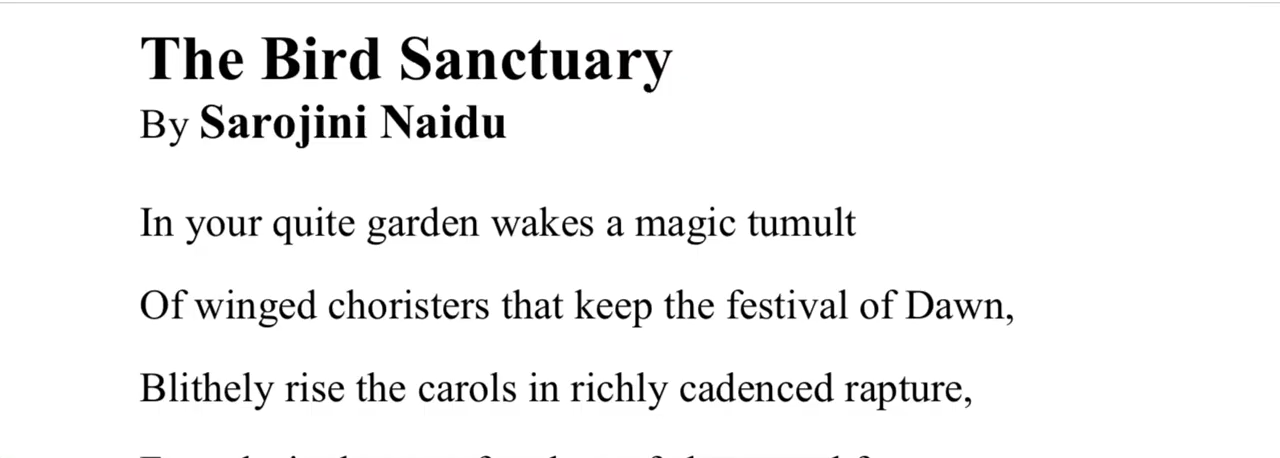 The Bird Sanctuary
By Sarojini Naidu
In your quite garden wakes a magic tumult
Of winged choristers that keep the festival of Dawn,
Blithely rise the carols in richly cadenced rapture,